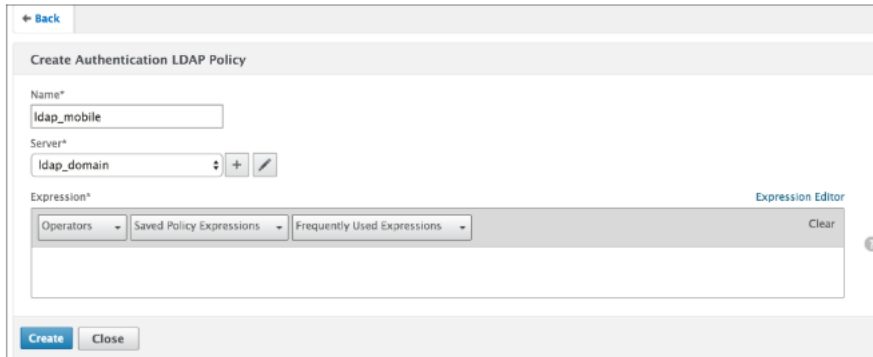 Back
Create Authentication LDAP Policy
Name*
ldap_mobile
Server*
ldap_domain
Expression* Expression Editor
Operators Saved Policy Expressions Frequently Used Expressions Clear
Create Close